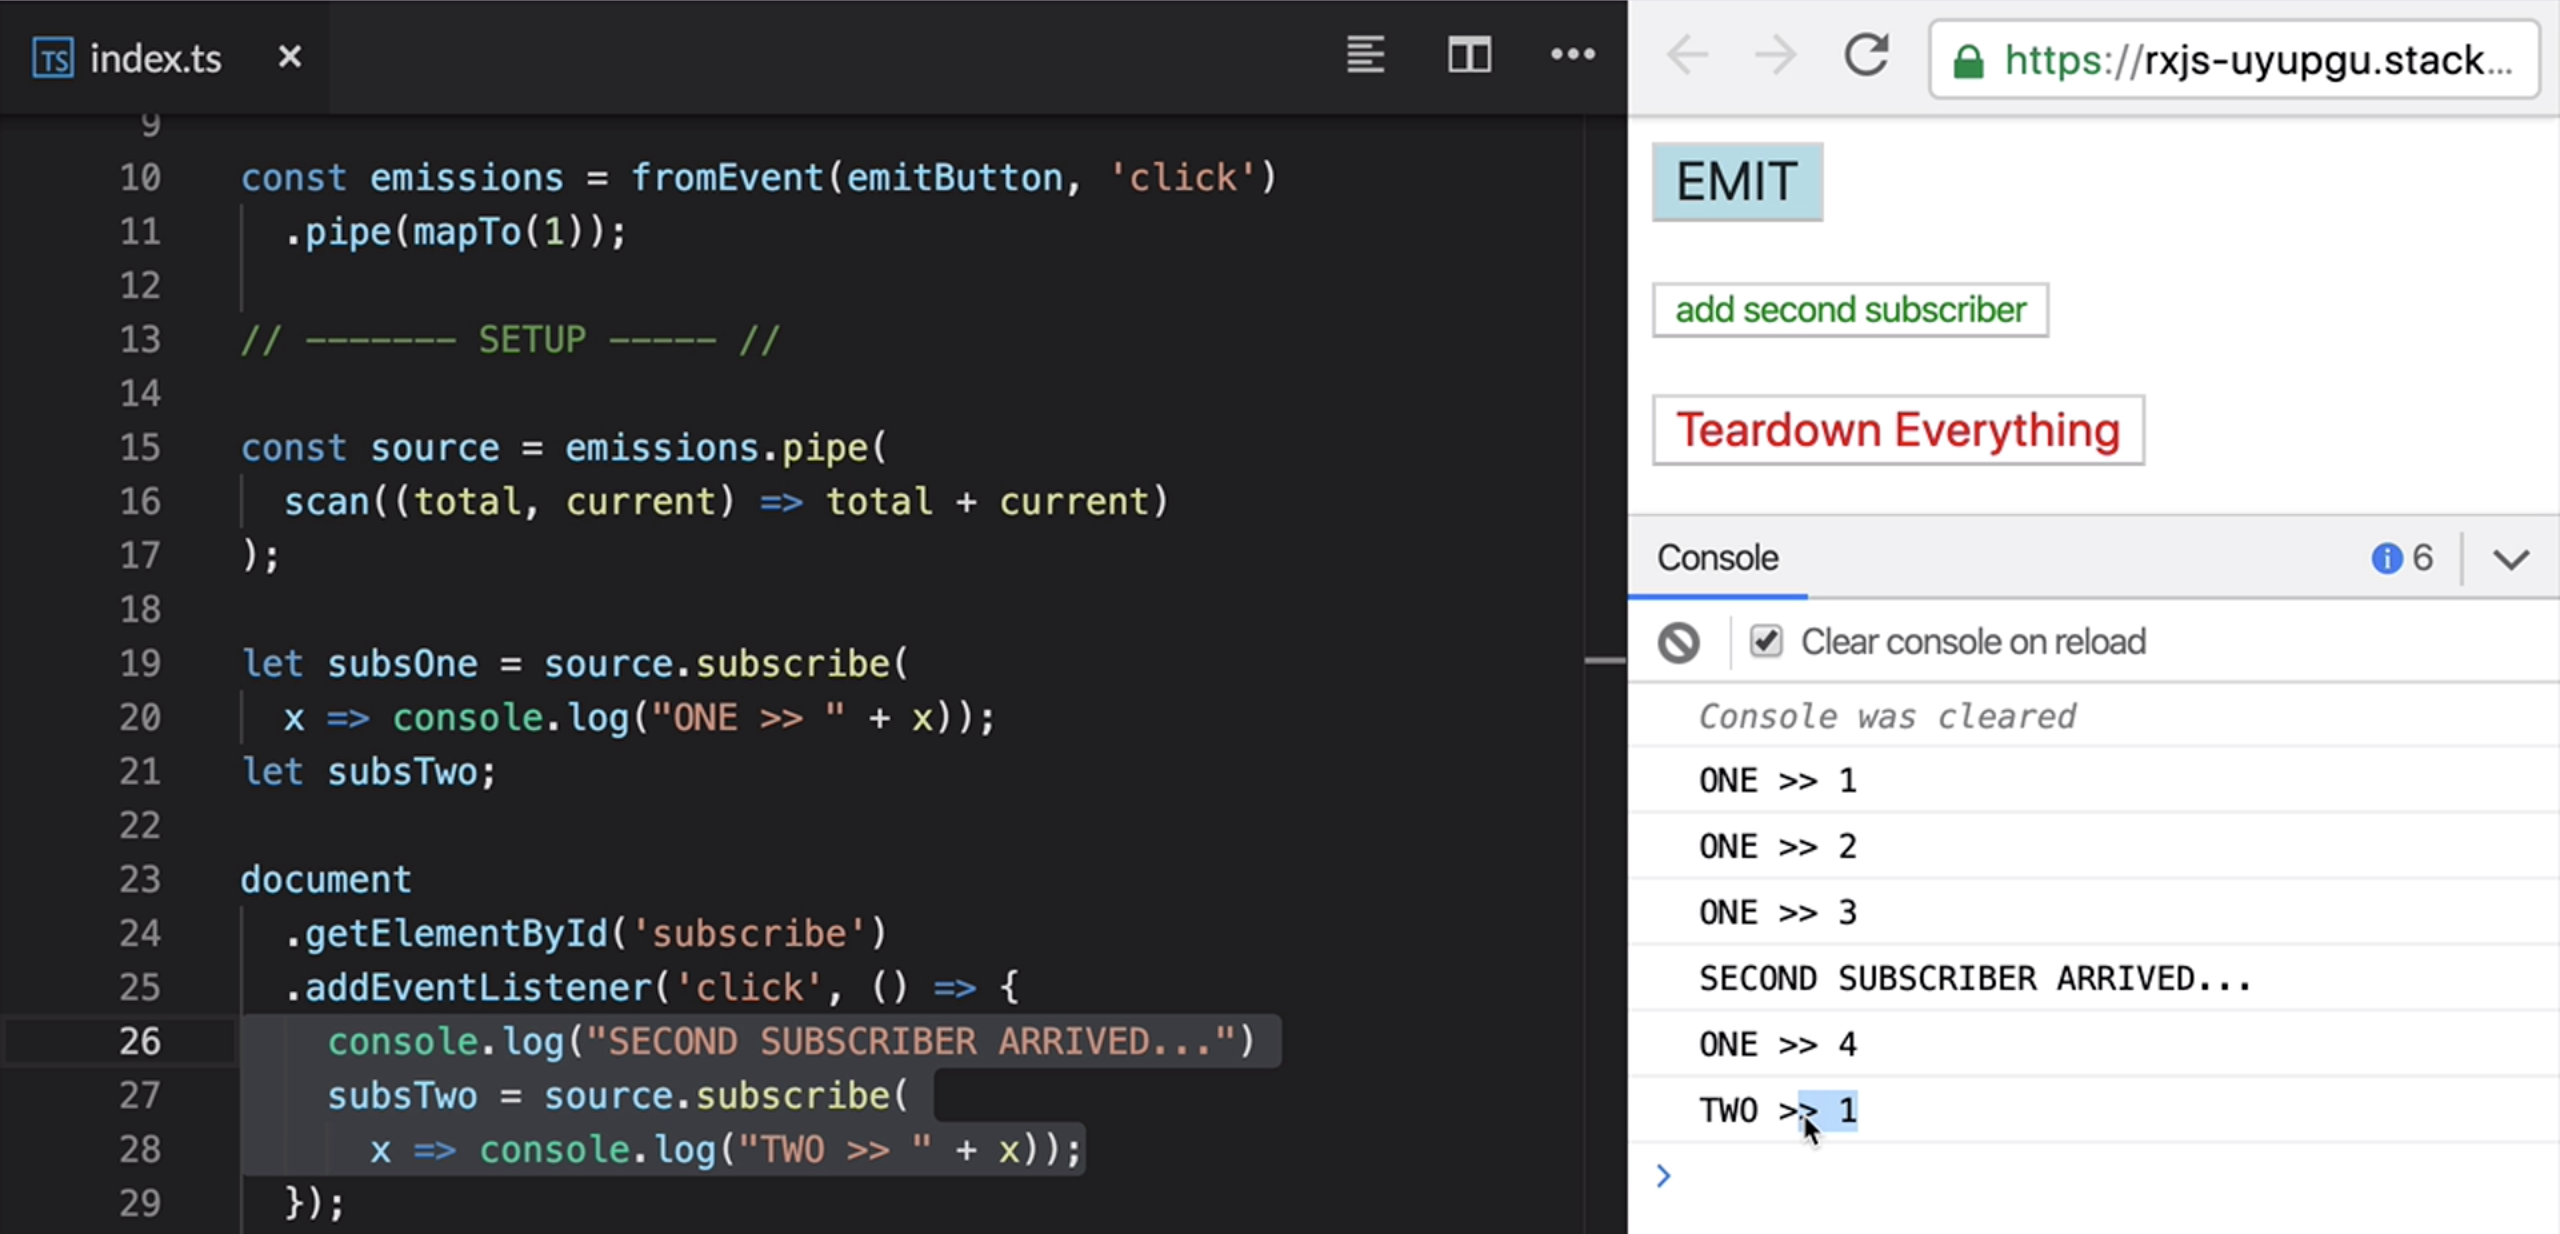 TS index.ts ×
9
10 const emissions = fromEvent(emitButton, 'click')
11 .pipe(mapTo(1));
12
13 // ------- SETUP ----- //
14
15 const source = emissions.pipe(
16 scan((total, current) => total + current)
17 );
18
19 let subsOne = source.subscribe(
20 x => console.log("ONE >> " + x));
21 let subsTwo;
22
23 document
24 .getElementById('subscribe')
25 .addEventListener('click', () => {
26 console.log("SECOND SUBSCRIBER ARRIVED...")
27 subsTwo = source.subscribe(
28 x => console.log("TWO >> " + x));
29 });
https://rxjs-uyupgu.stack...
EMIT
add second subscriber
Teardown Everything
Console 6
Clear console on reload
Console was cleared
ONE >> 1
ONE >> 2
ONE >> 3
SECOND SUBSCRIBER ARRIVED...
ONE >> 4
TWO >> 1